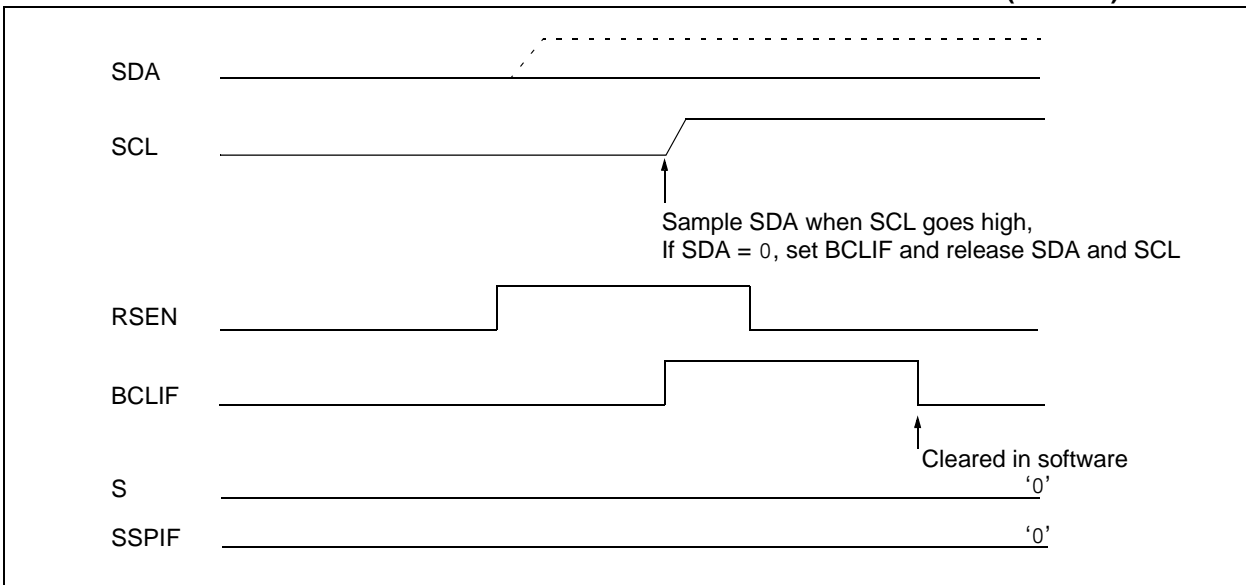 SDA
SCL
Sample SDA when SCL goes high,
If SDA = 0, set BCLIF and release SDA and SCL
RSEN
BCLIF
Cleared in software
S
‘0’
SSPIF
‘0’